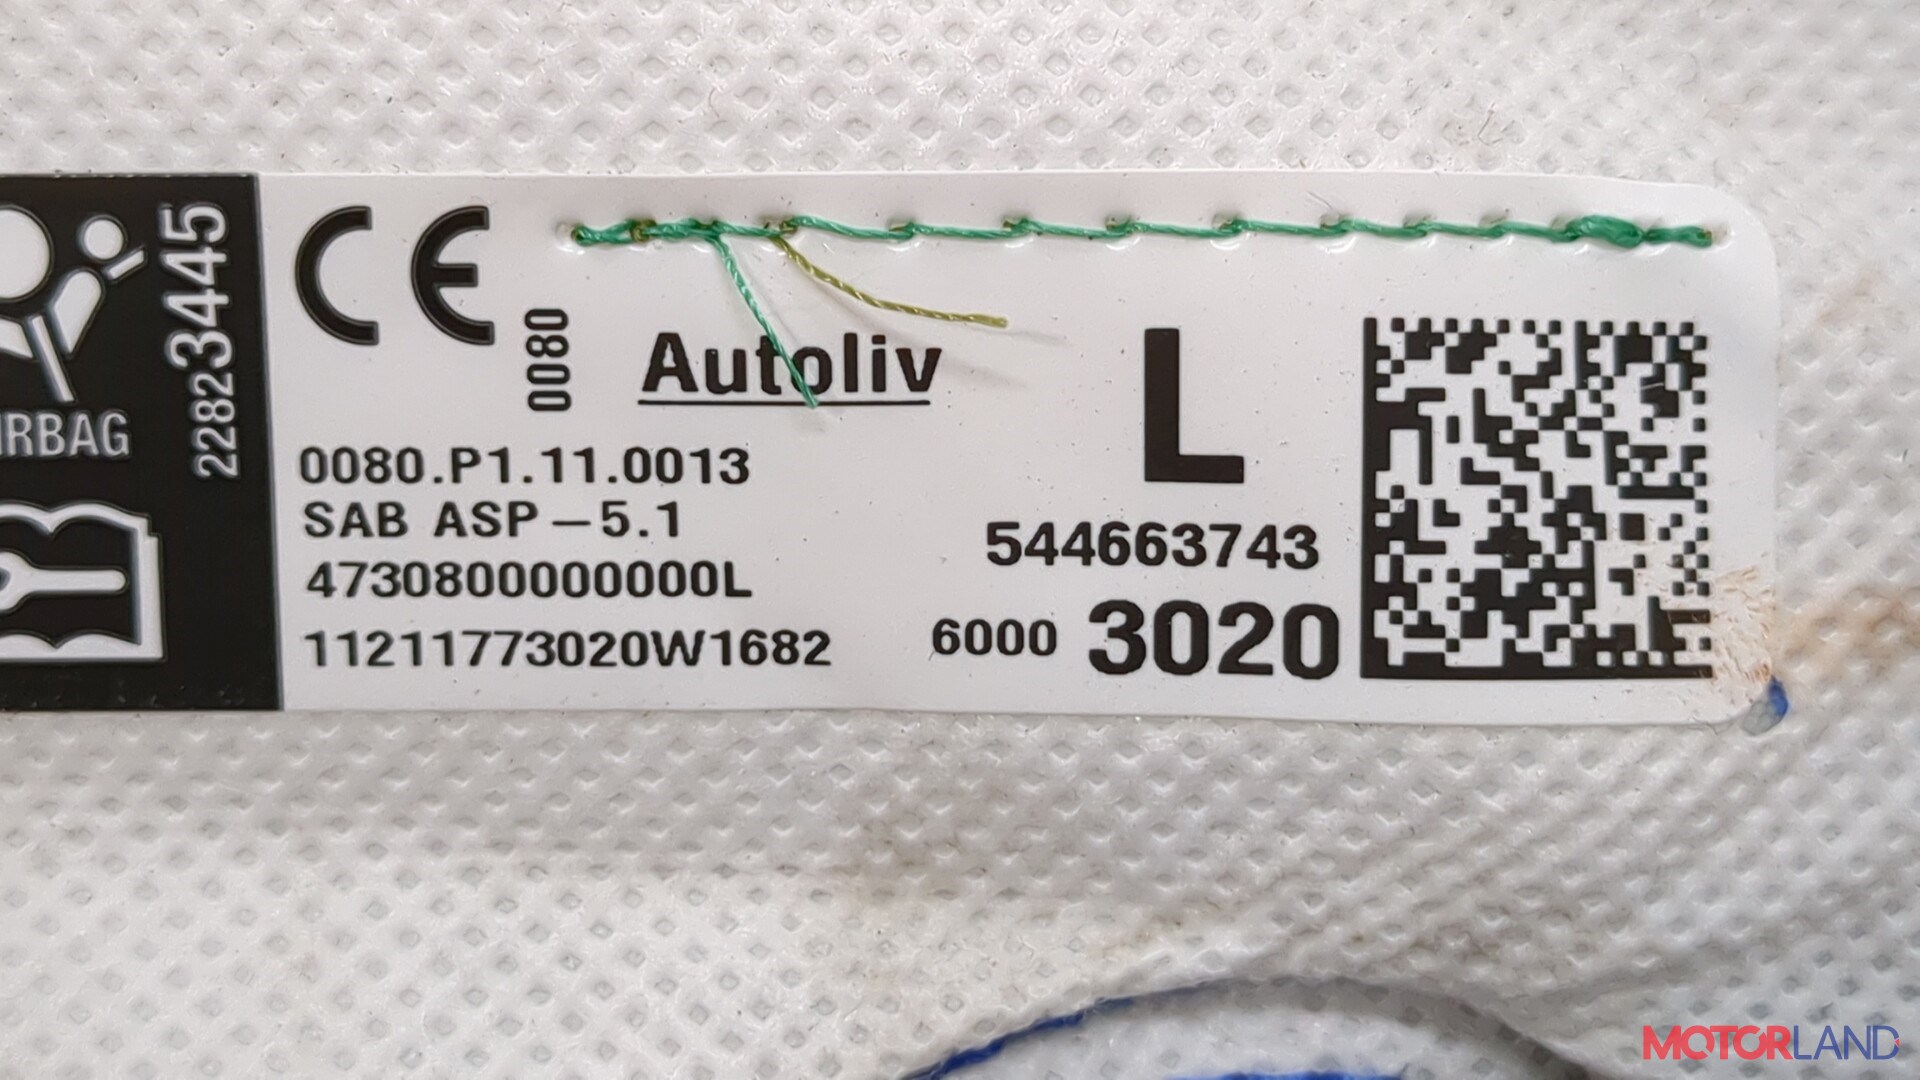 IRBAG
22823445
CE
0080
Autoliv
0080.P1.11.0013
SAB ASP-5.1
4730800000000L
11211773020W1682
L
544663743
6000 3020
MOTORLAND